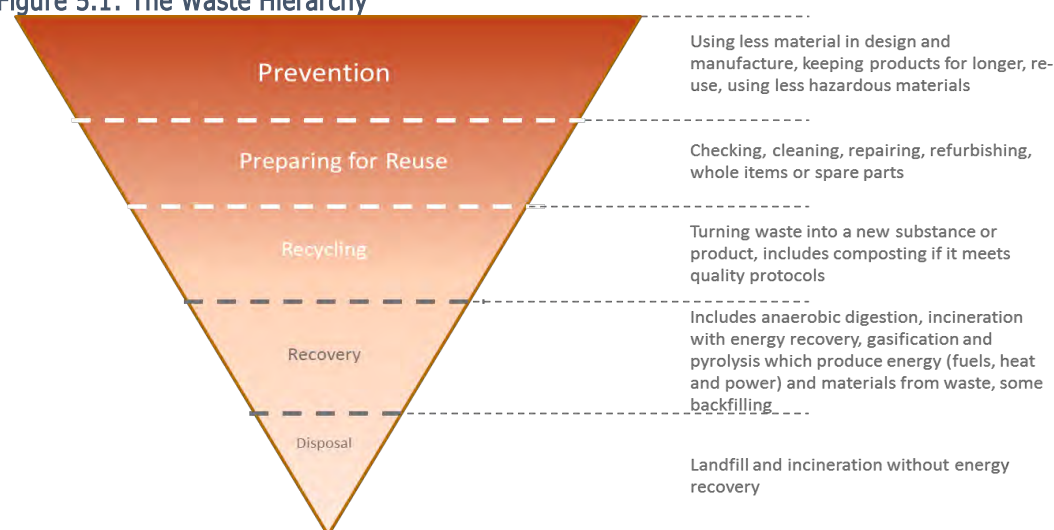 Figure 5.1: The Waste Hierarchy
Prevention
Using less material in design and
manufacture, keeping products for longer, re-
use, using less hazardous materials
Preparing for Reuse
Checking, cleaning, repairing, refurbishing,
whole items or spare parts
Recycling
Turning waste into a new substance or
product, includes composting if it meets
quality protocols
Recovery
Includes anaerobic digestion, incineration
with energy recovery, gasification and
pyrolysis which produce energy (fuels, heat
and power) and materials from waste, some
backfilling
Disposal
Landfill and incineration without energy
recovery